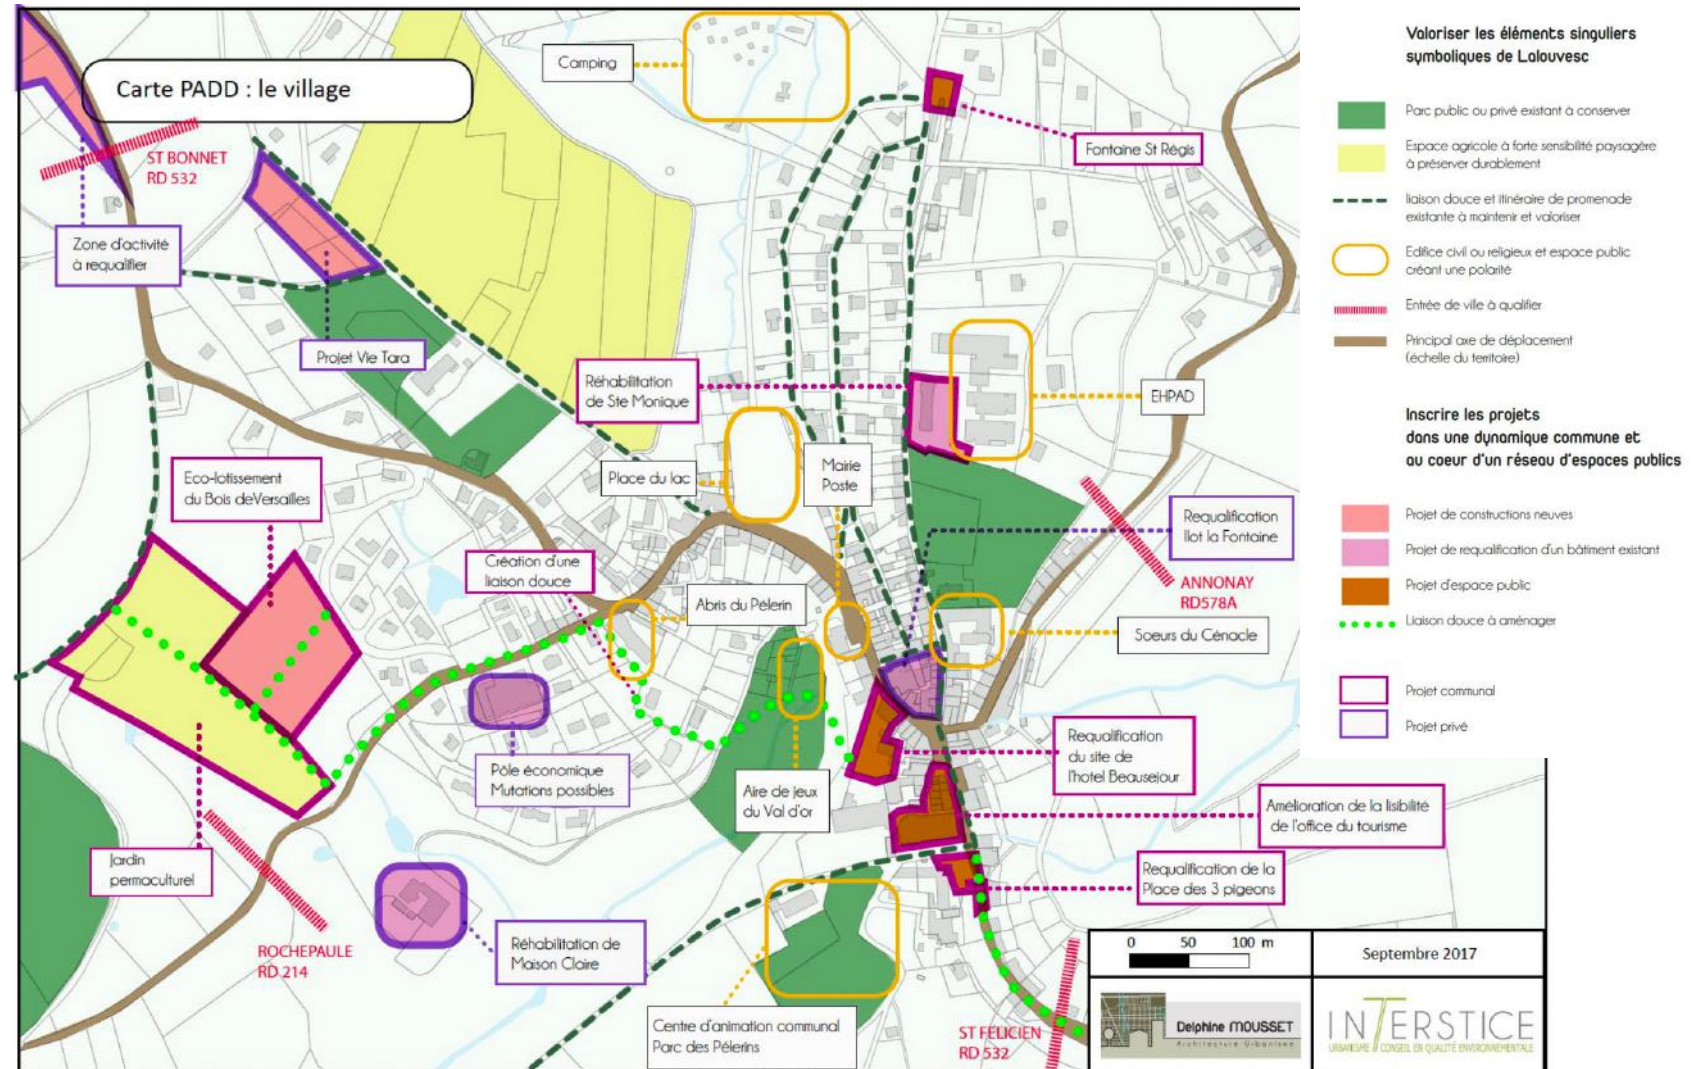 Carte PADD : le village
Camping
Fontaine St Régis
ST BONNET
RD 532
Zone d'activité
à requalifier
Projet Vie Tara
Réhabilitation
de Ste Monique
EHPAD
Place du lac
Mairie
Poste
Eco-lotissement
du Bois deVersailles
Requalification
Ilot la Fontaine
Création d'une
liaison douce
Abris du Pélerin
ANNONAY
RD578A
Soeurs du Cénacle
Pôle économique
Mutations possibles
Aire de jeux
du Val d'or
Requalification
du site de
l'hotel Beausejour
Amélioration de la lisibilité
de l'office du tourisme
Requalification de la
Place des 3 pigeons
Jardin
permaculturel
ROCHEPAULE
RD 214
Réhabilitation de
Maison Claire
Centre d'animation communal
Parc des Pélerins
ST FELICIEN
RD 532
Valoriser les éléments singuliers
symboliques de Lalouvesc
Parc public ou privé existant à conserver
Espace agricole à forte sensibilité paysagère
à préserver durablement
liaison douce et itinéraire de promenade
existante à maintenir et valoriser
Edifice civil ou religieux et espace public
créant une polarité
Entrée de ville à qualifier
Principal axe de déplacement
(échelle du territoire)
Inscrire les projets
dans une dynamique commune et
au coeur d'un réseau d'espaces publics
Projet de constructions neuves
Projet de requalification d'un bâtiment existant
Projet d'espace public
Liaison douce à aménager
Projet communal
Projet privé
0 50 100 m
Septembre 2017
Delphine MOUSSET
Architecture-Urbanisme
INTERSTICE
URBANISME CONSEIL EN QUALITÉ ENVIRONNEMENTALE